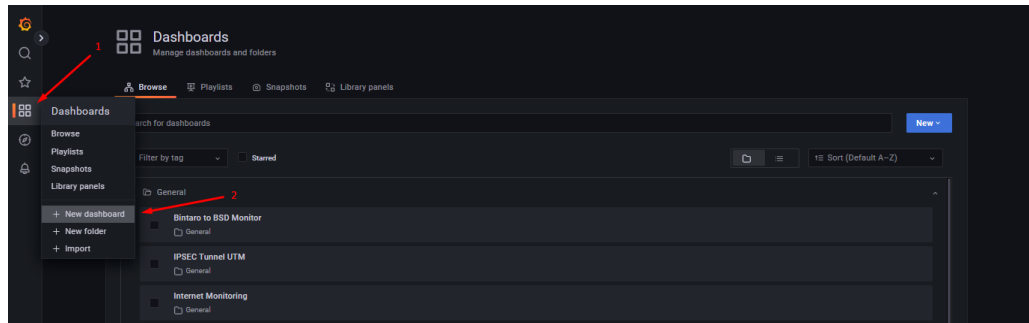 Dashboards
Manage dashboards and folders
1
Browse
Playlists
Snapshots
Library panels
Dashboards
Browse
Playlists
Snapshots
Library panels
+ New dashboard
+ New folder
+ Import
arch for dashboards
New
Filter by tag
Starred
Sort (Default A–Z)
General
2
Bintaro to BSD Monitor
General
IPSEC Tunnel UTM
General
Internet Monitoring
General